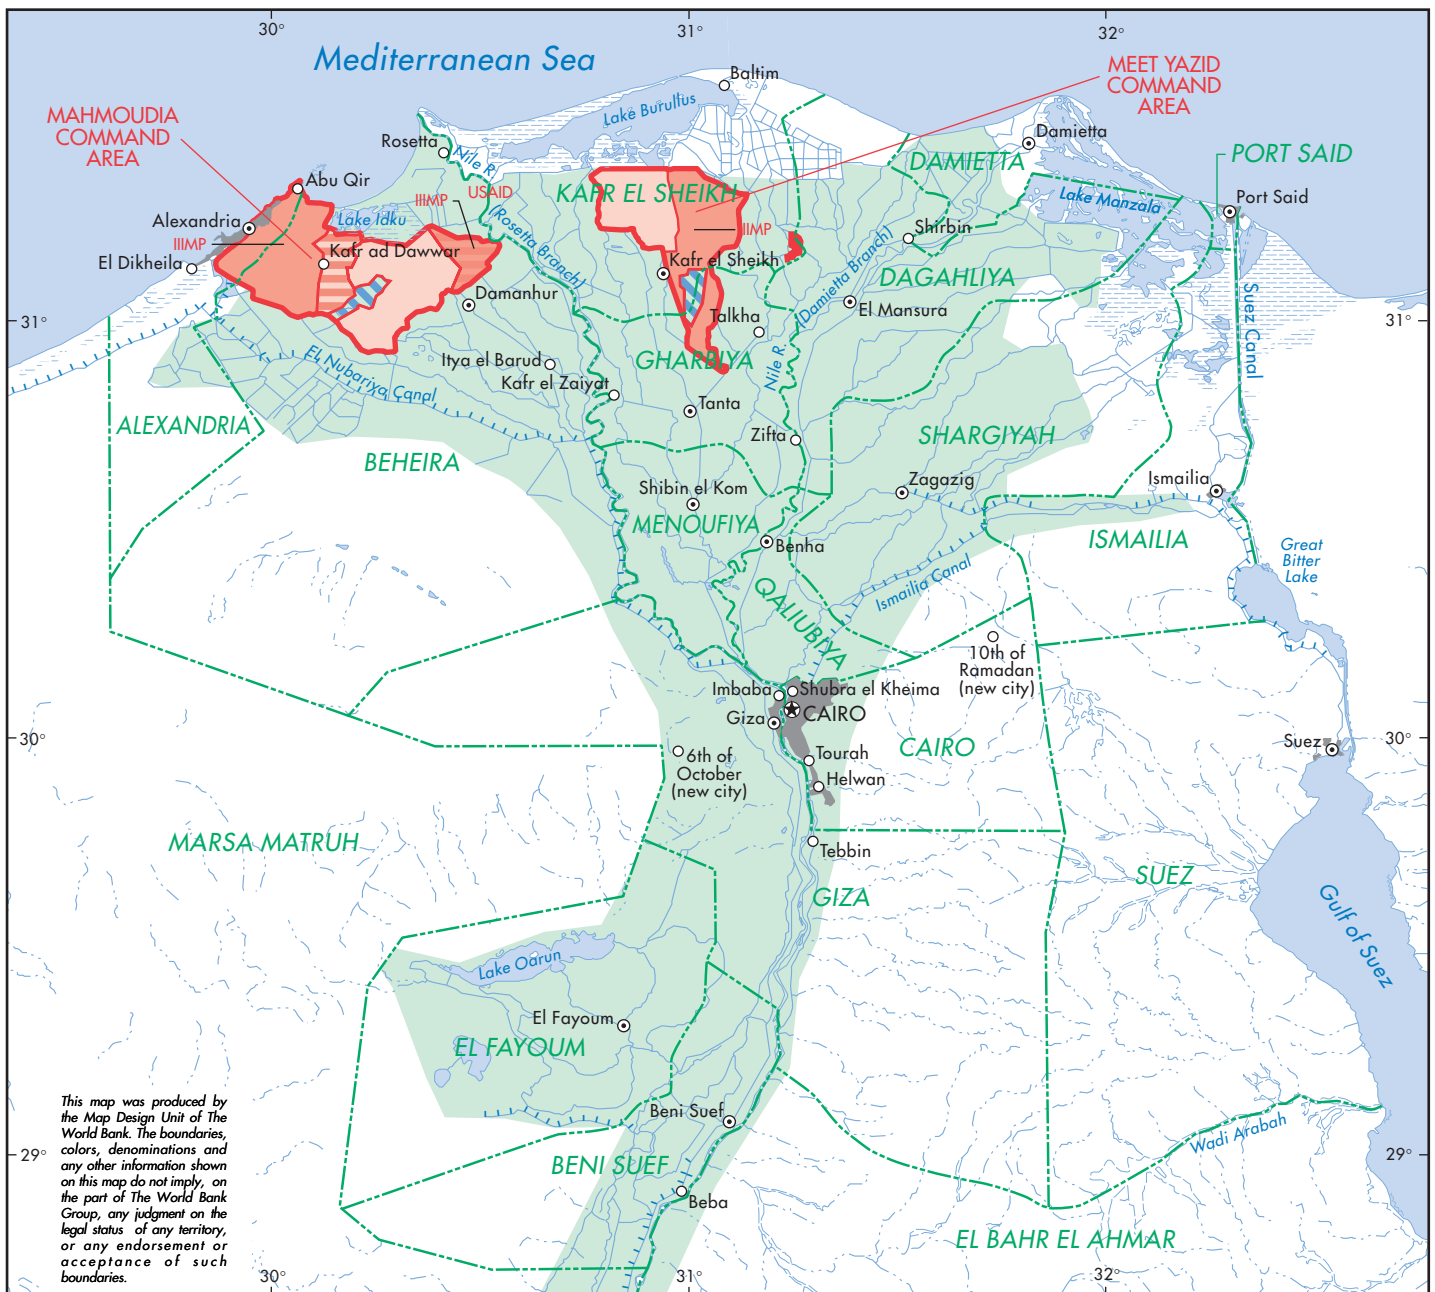 30°
31°
32°
Mediterranean Sea
Baltim
MEET YAZID
COMMAND
AREA
MAHMOUDIA
COMMAND
AREA
Lake Burullus
Rosetta
Nile R.
Damietta
DAMIETTA
PORT SAID
Abu Qir
IIIMP
USAID
KAFR EL SHEIKH
Lake Manzala
Port Said
Alexandria
Lake Idku
(Rosetta Branch)
IIIMP
IIIMP
Shirbin
El Dikheila
Kafr ad Dawwar
Kafr el Sheikh
(Damietta Branch)
DAGAHLIYA
Damanhur
El Mansura
Suez Canal
31°
Talkha
31°
El Nubariya Canal
Itya el Barud
GHARBIYA
Nile R.
Kafr el Zaiyat
Tanta
ALEXANDRIA
BEHEIRA
Zifta
SHARGIYAH
Shibin el Kom
Zagazig
Ismailia
MENOUFIYA
Benha
ISMAILIA
Great
Bitter
Lake
QALIUBIYA
Ismailia Canal
10th of
Ramadan
(new city)
Imbaba
Shubra el Kheima
Giza
CAIRO
30°
6th of
October
(new city)
Tourah
CAIRO
Suez
30°
Helwan
MARSA MATRUH
Tebbin
GIZA
SUEZ
Gulf of Suez
Lake Qarun
El Fayoum
EL FAYOUM
This map was produced by
the Map Design Unit of The
World Bank. The boundaries,
colors, denominations and
any other information shown
on this map do not imply, on
the part of The World Bank
Group, any judgment on the
legal status of any territory,
or any endorsement or
acceptance of such
boundaries.
Beni Suef
Wadi Arabah
29°
BENI SUEF
29°
Beba
EL BAHR EL AHMAR
30°
31°
32°